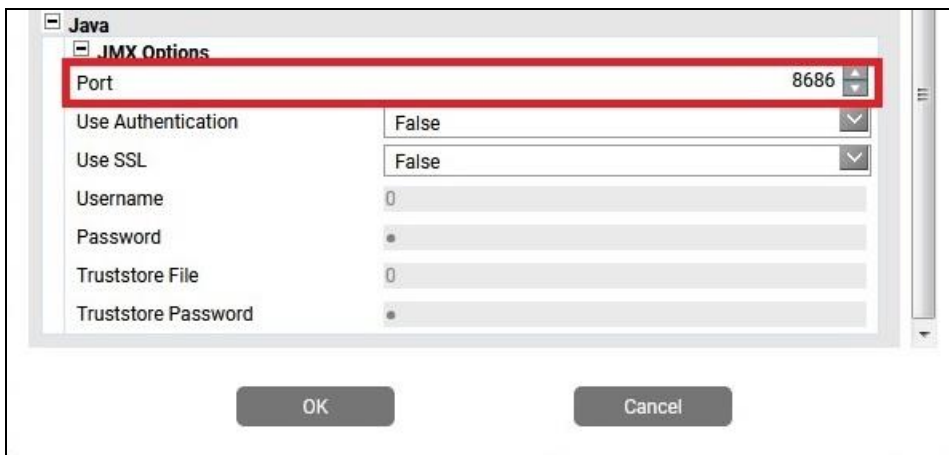 Java
JMX Options
Port 8686
Use Authentication False
Use SSL False
Username 0
Password •
Truststore File 0
Truststore Password •
OK Cancel